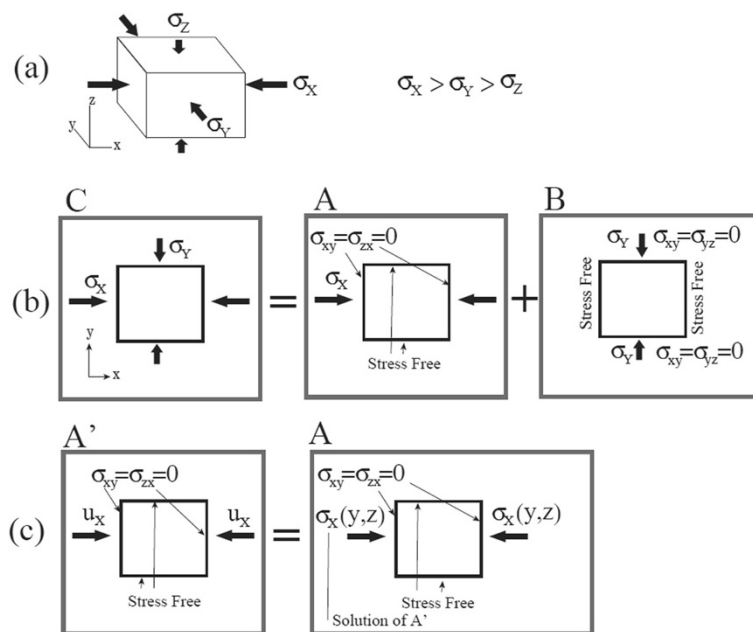 (a)
σZ
σX
σX > σY > σZ
z
y
σY
x
C
A
B
σY
σxy=σzx=0
σY σxy=σyz=0
(b)
σX
=
σX
+
Stress Free
Stress Free
y
x
Stress Free
σY σxy=σyz=0
A’
A
σxy=σzx=0
σxy=σzx=0
(c)
uX
uX
=
σX(y,z)
σX(y,z)
Stress Free
Stress Free
Solution of A’